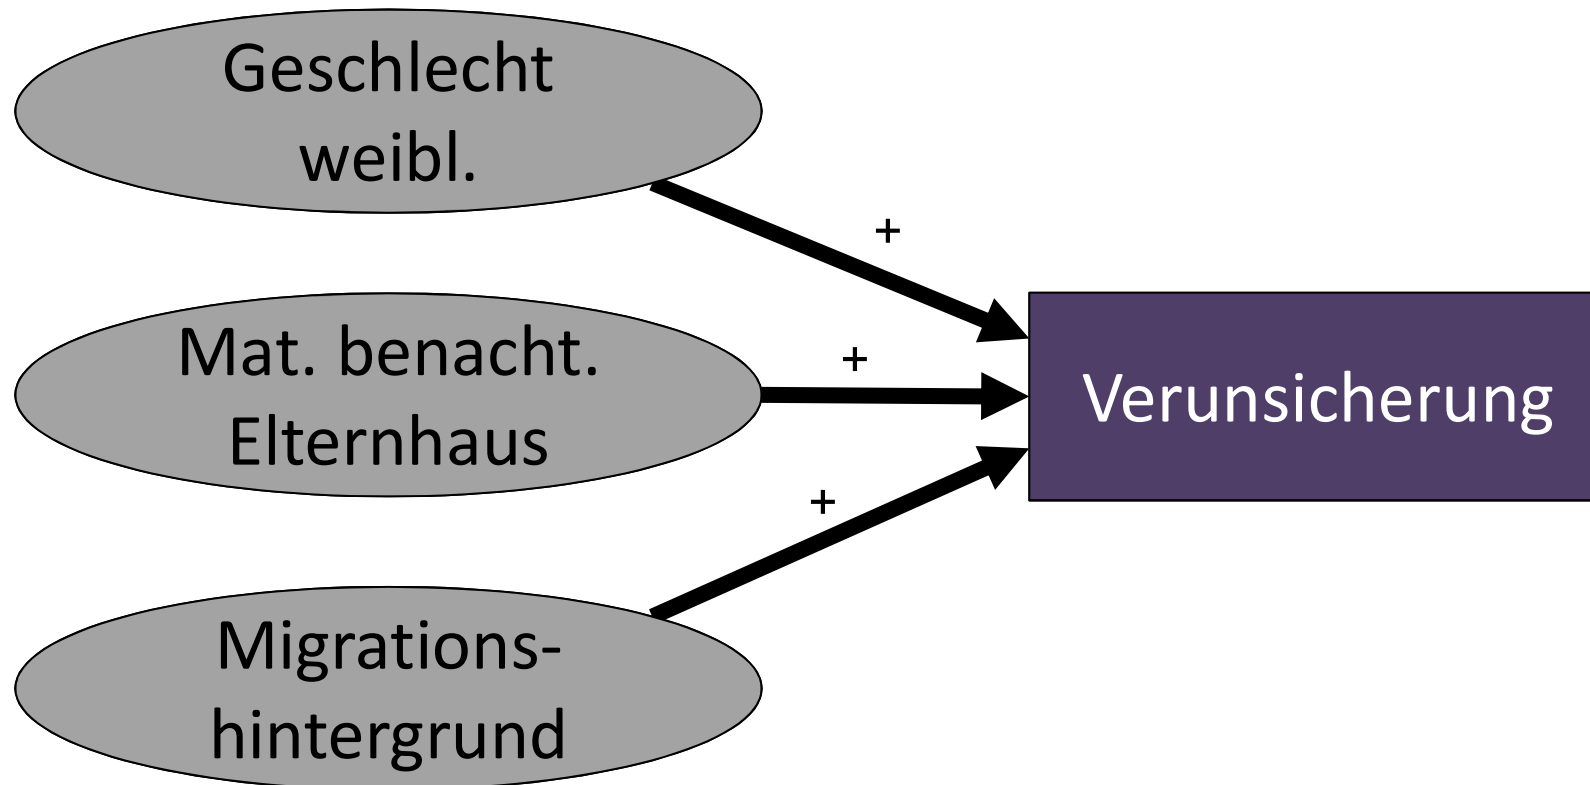 Geschlecht
weibl.
+
Mat. benacht.
Elternhaus
+
Verunsicherung
+
Migrations-
hintergrund